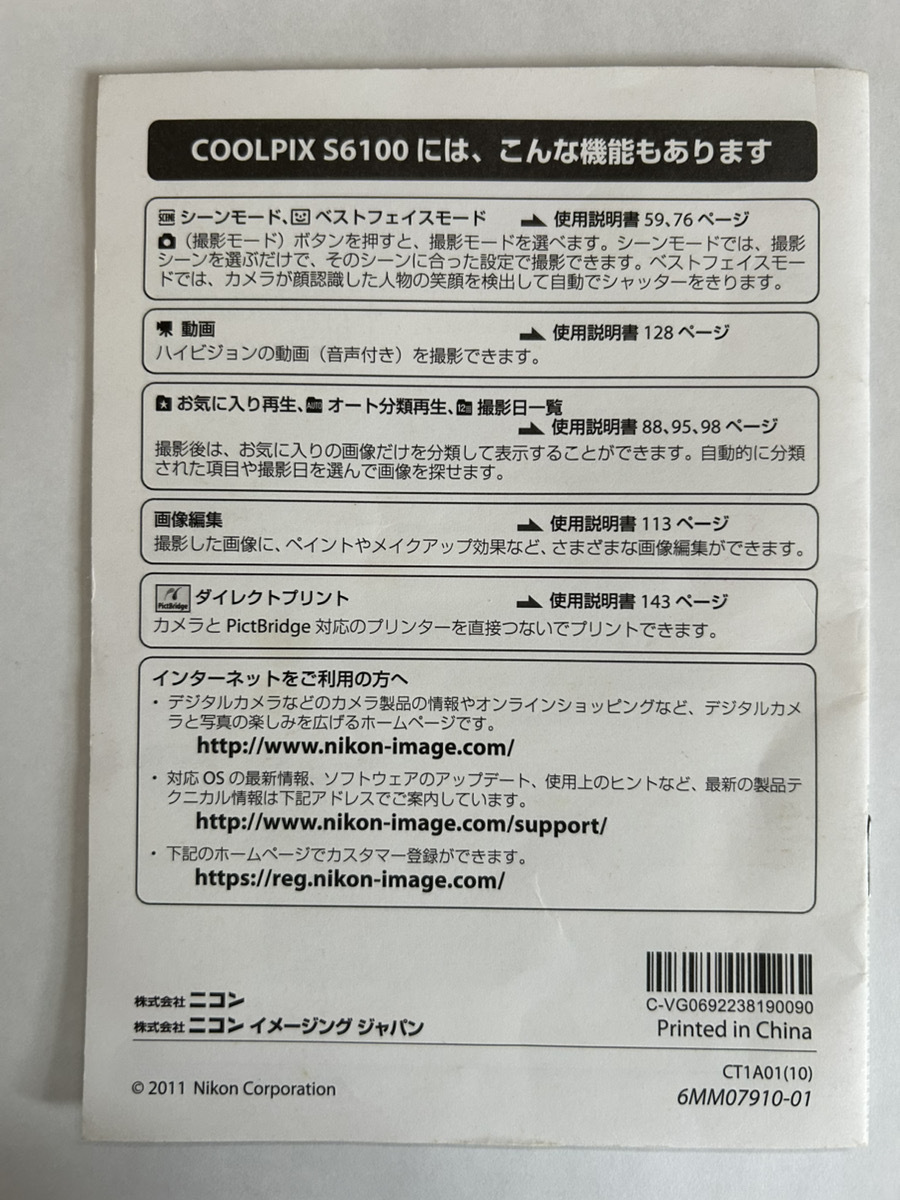 COOLPIX S6100 には、こんな機能もあります
SCENE シーンモード、ベストフェイスモード 使用説明書 59、76 ページ
（撮影モード）ボタンを押すと、撮影モードを選べます。シーンモードでは、撮影
シーンを選ぶだけで、そのシーンに合った設定で撮影できます。ベストフェイスモー
ドでは、カメラが顔認識した人物の笑顔を検出して自動でシャッターをきります。
動画 使用説明書 128 ページ
ハイビジョンの動画（音声付き）を撮影できます。
お気に入り再生、AUTO オート分類再生、12 撮影日一覧
使用説明書 88、95、98 ページ
撮影後は、お気に入りの画像だけを分類して表示することができます。自動的に分類
された項目や撮影日を選んで画像を探せます。
画像編集 使用説明書 113 ページ
撮影した画像に、ペイントやメイクアップ効果など、さまざまな画像編集ができます。
PictBridge ダイレクトプリント 使用説明書 143 ページ
カメラと PictBridge 対応のプリンターを直接つないでプリントできます。
インターネットをご利用の方へ
・ デジタルカメラなどのカメラ製品の情報やオンラインショッピングなど、デジタルカメ
ラと写真の楽しみを広げるホームページです。
http://www.nikon-image.com/
・ 対応 OS の最新情報、ソフトウェアのアップデート、使用上のヒントなど、最新の製品テ
クニカル情報は下記アドレスでご案内しています。
http://www.nikon-image.com/support/
・ 下記のホームページでカスタマー登録ができます。
https://reg.nikon-image.com/
C-VG0692238190090
株式会社 ニコン
株式会社 ニコン イメージング ジャパン
Printed in China
CT1A01(10)
© 2011 Nikon Corporation
6MM07910-01